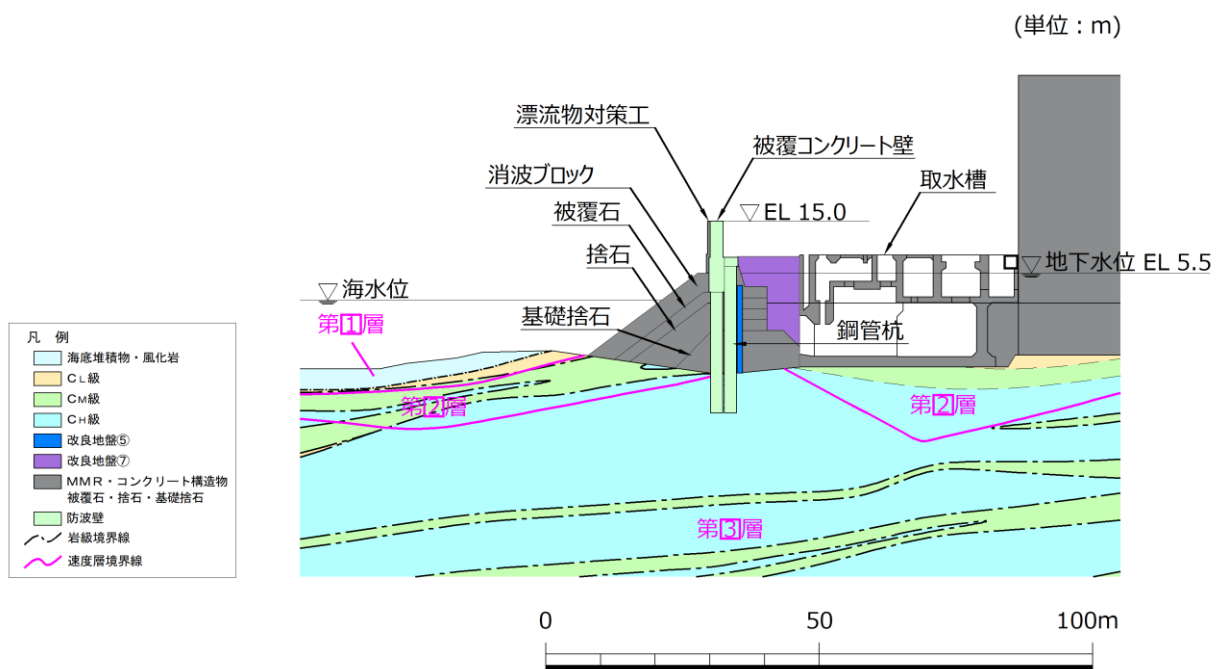 (単位：m)
漂流物対策工
被覆コンクリート壁
消波ブロック
取水槽
被覆石
▽ EL 15.0
捨石
地下水位 EL 5.5
海水位
第1層
基礎捨石
鋼管杭
第2層
第2層
第3層
凡 例
海底堆積物・風化岩
CL級
CM級
CH級
改良地盤⑤
改良地盤⑦
MMR・コンクリート構造物
被覆石・捨石・基礎捨石
防波壁
岩級境界線
速度層境界線
0
50
100m